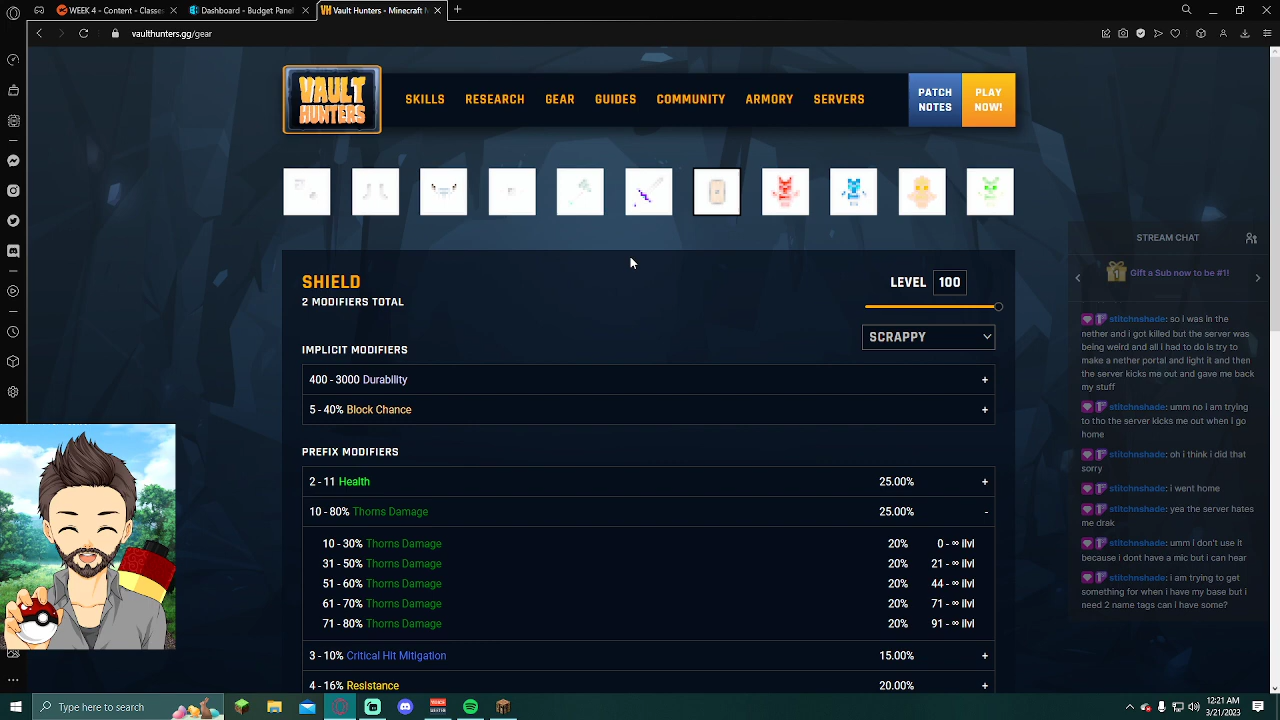 WEEK 4 - Content - Classes
Dashboard - Budget Panel
Vault Hunters - Minecraft M
vaulthunters.gg/gear
VAULT
HUNTERS
SKILLS
RESEARCH
GEAR
GUIDES
COMMUNITY
ARMORY
SERVERS
PATCH
NOTES
PLAY
NOW!
SHIELD
2 MODIFIERS TOTAL
LEVEL 100
SCRAPPY
IMPLICIT MODIFIERS
400 - 3000 Durability +
5 - 40% Block Chance +
PREFIX MODIFIERS
2 - 11 Health 25.00% +
10 - 80% Thorns Damage 25.00% -
10 - 30% Thorns Damage 20% 0 - ∞ ilvl
31 - 50% Thorns Damage 20% 21 - ∞ ilvl
51 - 60% Thorns Damage 20% 44 - ∞ ilvl
61 - 70% Thorns Damage 20% 71 - ∞ ilvl
71 - 80% Thorns Damage 20% 91 - ∞ ilvl
3 - 10% Critical Hit Mitigation 15.00% +
4 - 16% Resistance 20.00% +
STREAM CHAT
1 Gift a Sub now to be #1!
stitchnshade: so i was in the
nether and i got killed but the server was
being weird and all i had to do is try to
make a nether portal and light it and then
the server kicks me out and gave me back
my stuff
stitchnshade: umm no i am trying
to tho the server kicks me out when i go
home
stitchnshade: oh i think i did that
sorry
stitchnshade: i went home
stitchnshade: yea the server hates
me drak
stitchnshade: umm I don't use it
because i dont have a mic but i can hear
stitchnshade: i am trying to get
something for when i have my base but i
need 2 name tags can i have some?
Type here to search
12:21 AM
3/21/2023